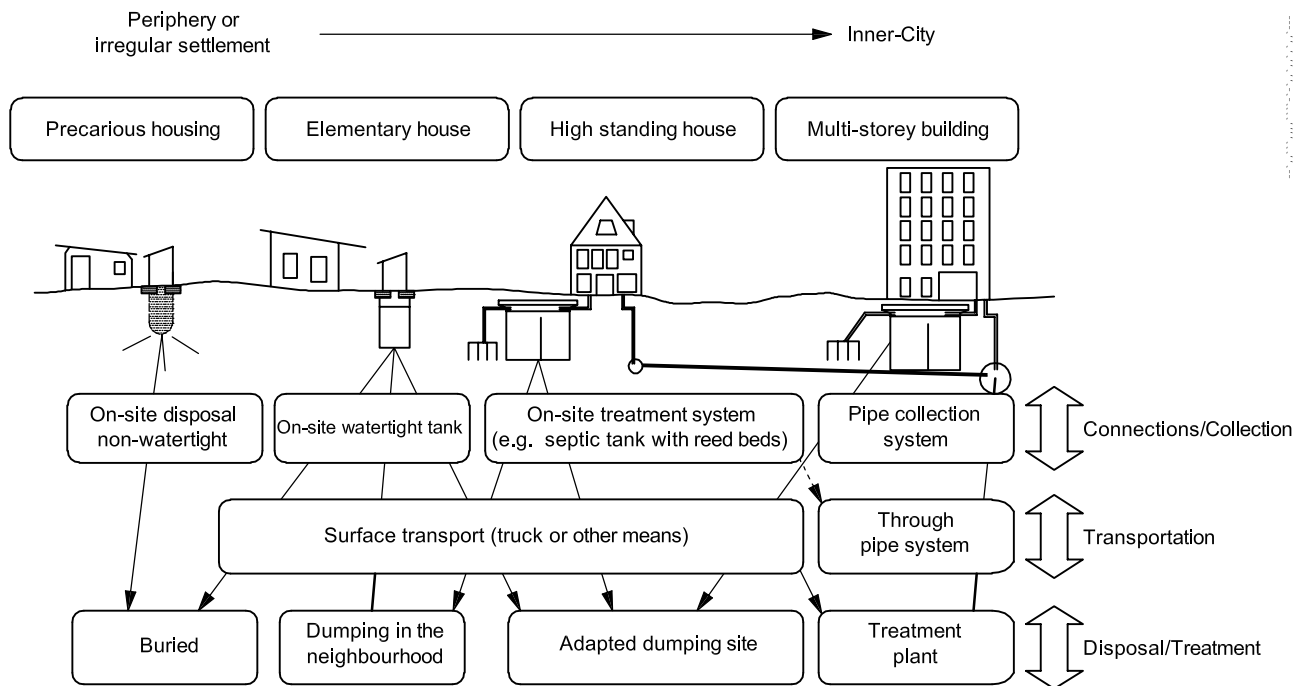 Periphery or
irregular settlement
Inner-City
Precarious housing
Elementary house
High standing house
Multi-storey building
On-site disposal
non-watertight
On-site watertight tank
On-site treatment system
(e.g. septic tank with reed beds)
Pipe collection
system
Connections/Collection
Surface transport (truck or other means)
Through
pipe system
Transportation
Buried
Dumping in the
neighbourhood
Adapted dumping site
Treatment
plant
Disposal/Treatment